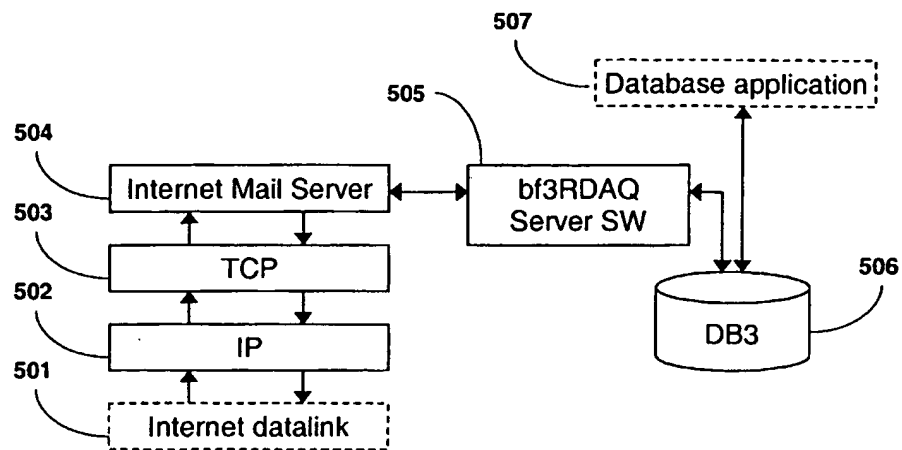 507
Database application
505
504
Internet Mail Server
bf3RDAQ
Server SW
503
TCP
506
502
DB3
IP
501
Internet datalink